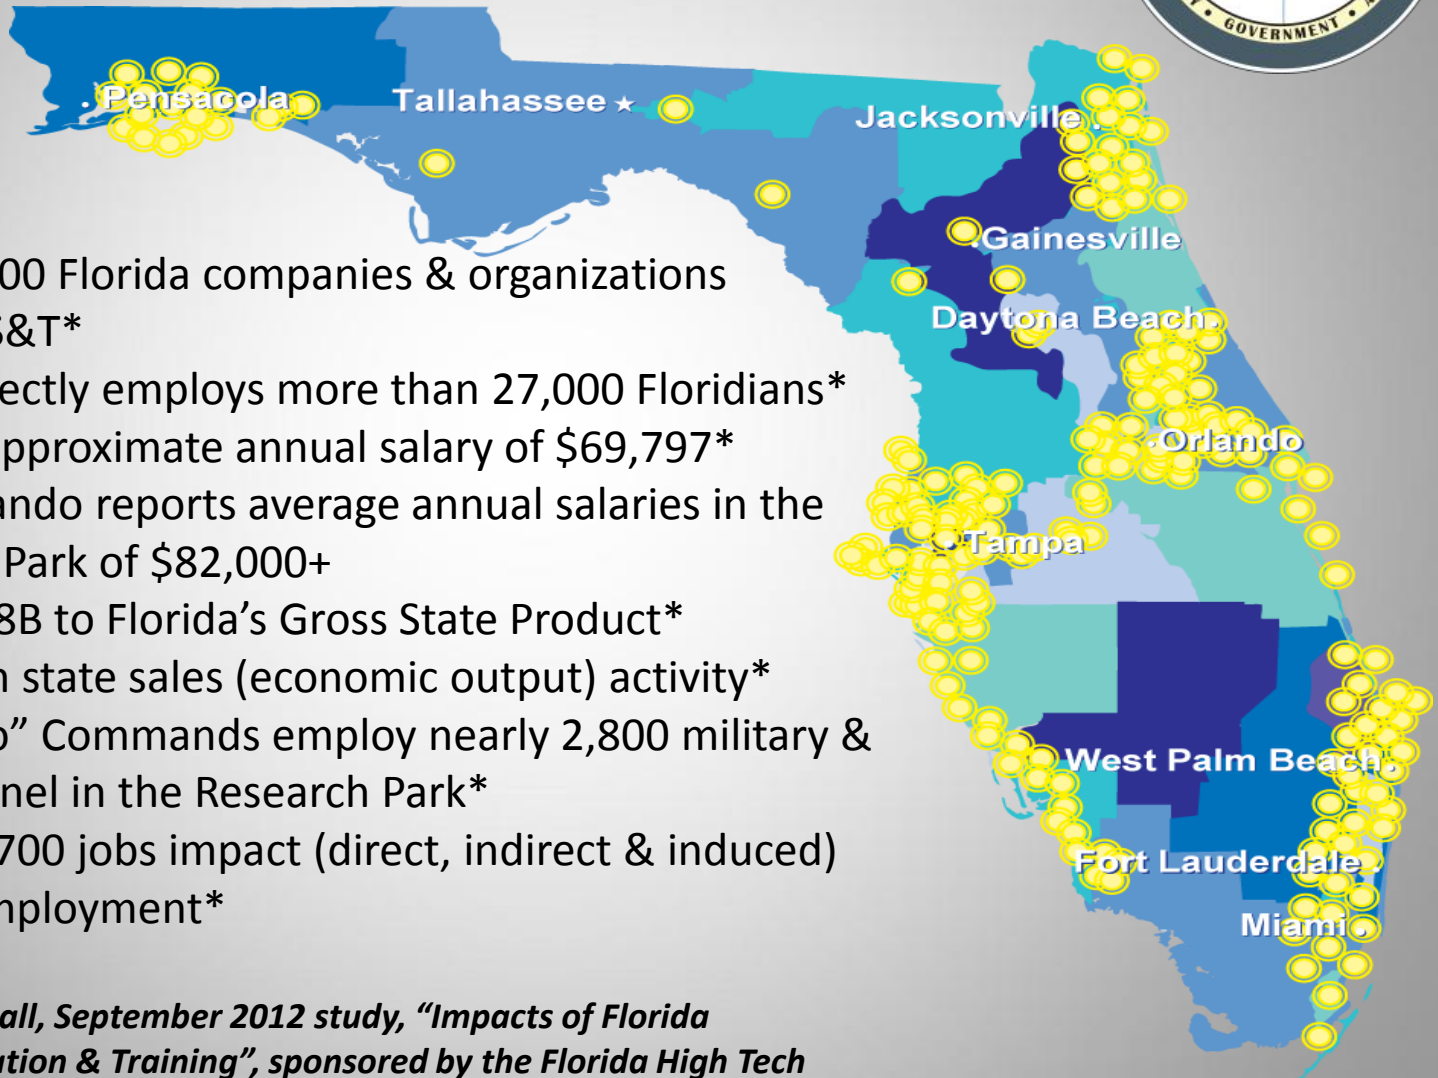 GOVERNMENT
Pensacola
Tallahassee
Jacksonville
Gainesville
00 Florida companies & organizations
S&T*
Daytona Beach
ectly employs more than 27,000 Floridians*
pproximate annual salary of $69,797*
Orlando
ando reports average annual salaries in the
Tampa
Park of $82,000+
8B to Florida's Gross State Product*
n state sales (economic output) activity*
o” Commands employ nearly 2,800 military &
West Palm Beach
nel in the Research Park*
700 jobs impact (direct, indirect & induced)
Fort Lauderdale
mployment*
Miami
all, September 2012 study, “Impacts of Florida
ation & Training”, sponsored by the Florida High Tech